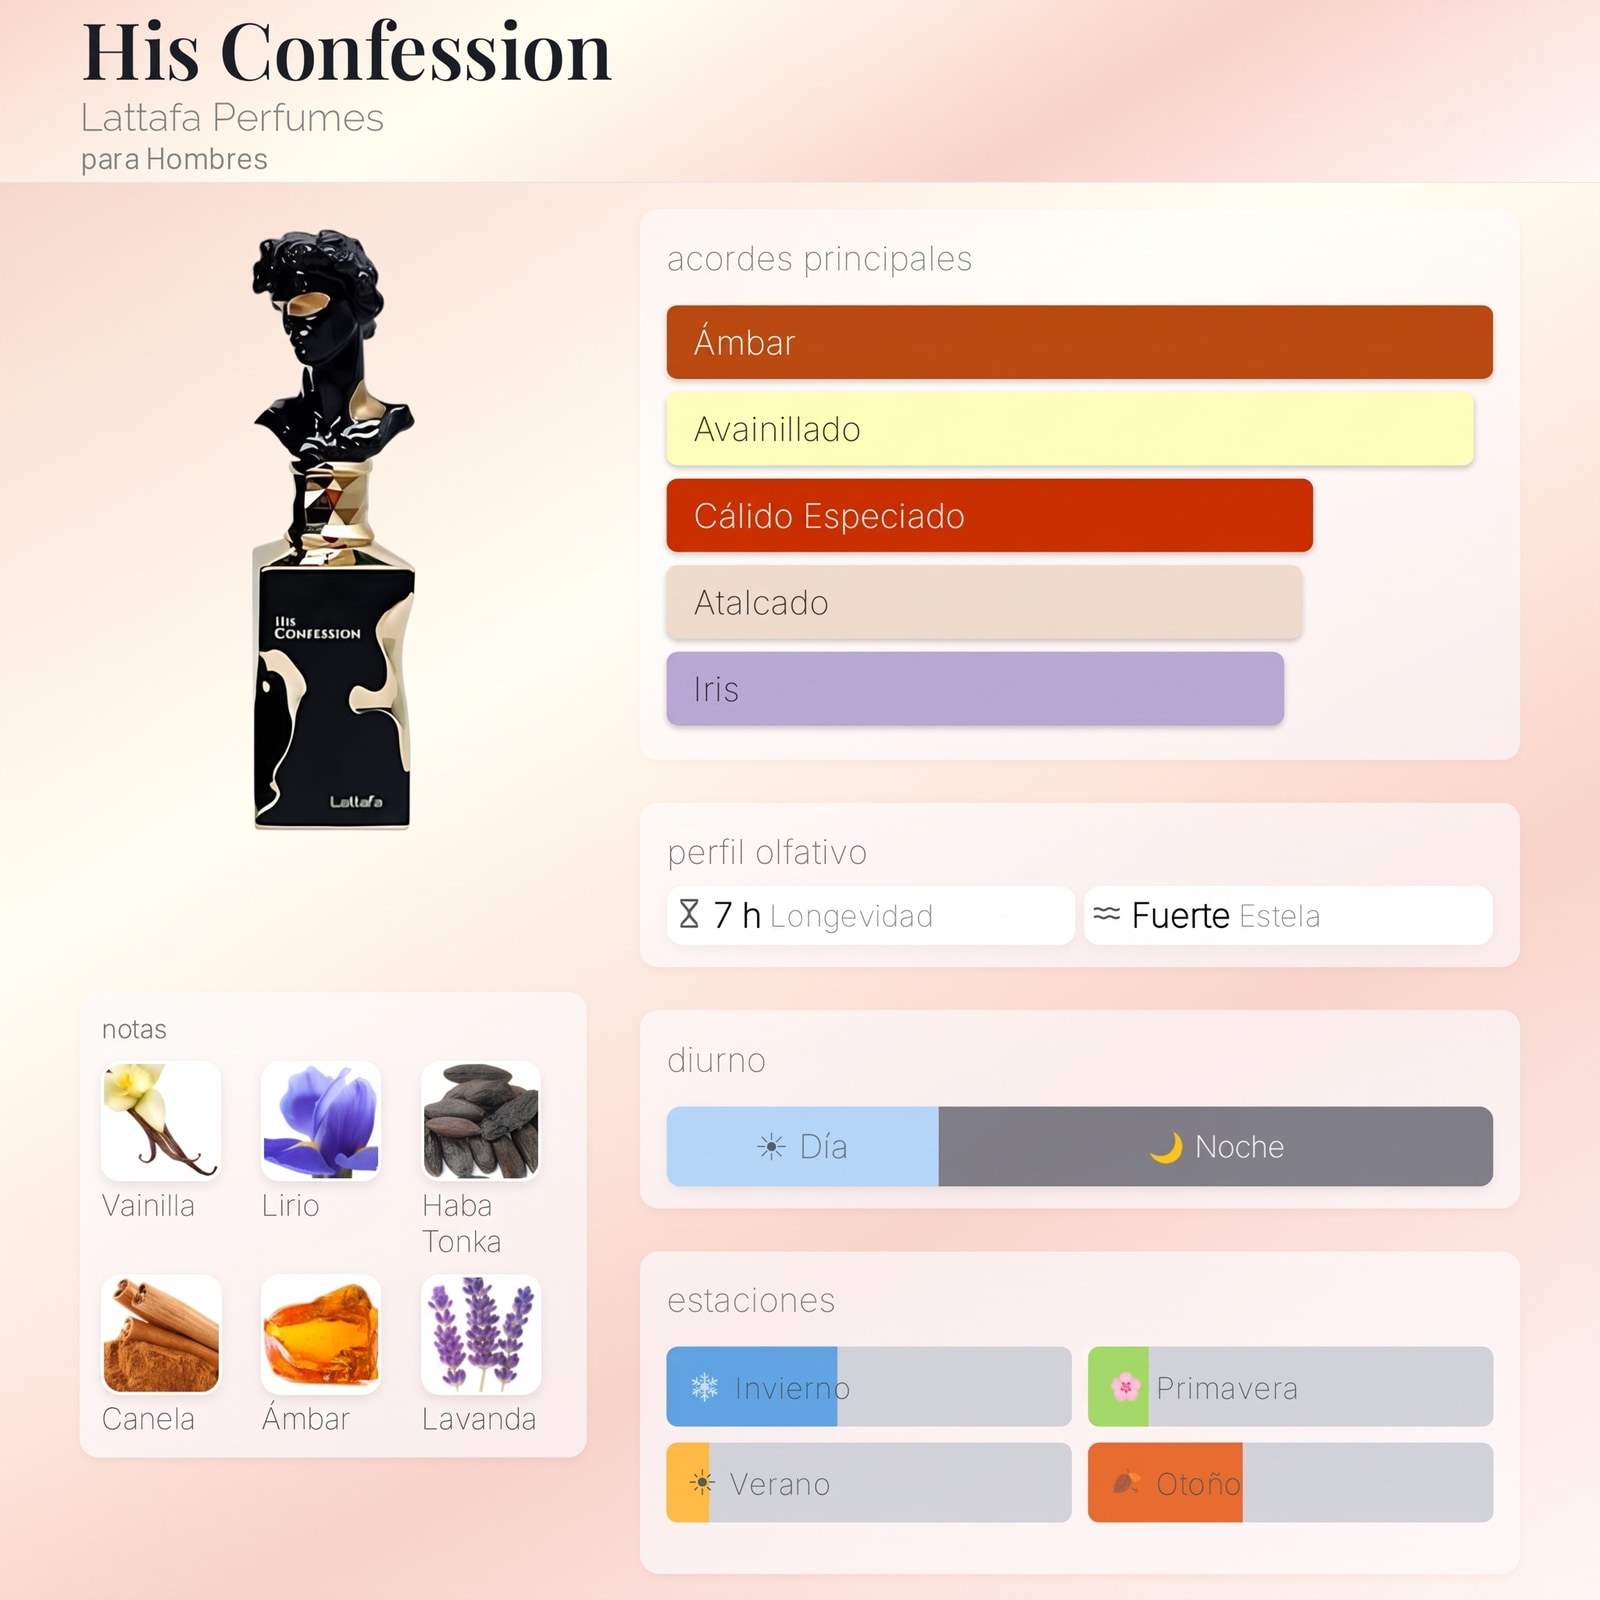 His Confession
Lattafa Perfumes
para Hombres
His
Confession
Lattafa
notas
Vainilla
Lirio
Haba
Tonka
Canela
Ámbar
Lavanda
acordes principales
Ámbar
Avainillado
Cálido Especiado
Atalcado
Iris
perfil olfativo
7 h Longevidad
Fuerte Estela
diurno
Día
Noche
estaciones
Invierno
Primavera
Verano
Otoño